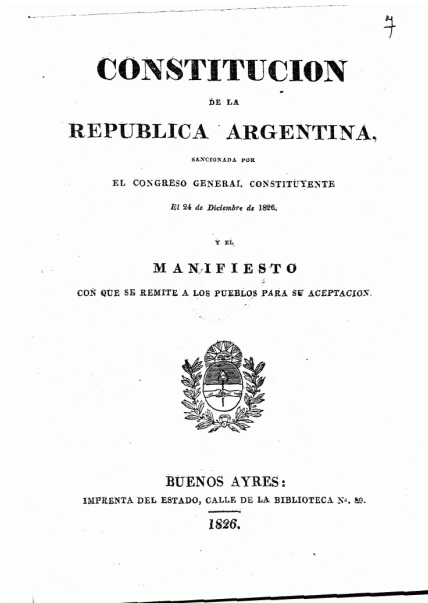 7
CONSTITUCION
DE LA
REPUBLICA ARGENTINA,
SANCIONADA POR
EL CONGRESO GENERAL CONSTITUYENTE
El 24 de Diciembre de 1826.
Y EL
MANIFIESTO
CON QUE SE REMITE A LOS PUEBLOS PARA SU ACEPTACION.
BUENOS AYRES:
IMPRENTA DEL ESTADO, CALLE DE LA BIBLIOTECA No. 89.
1826.